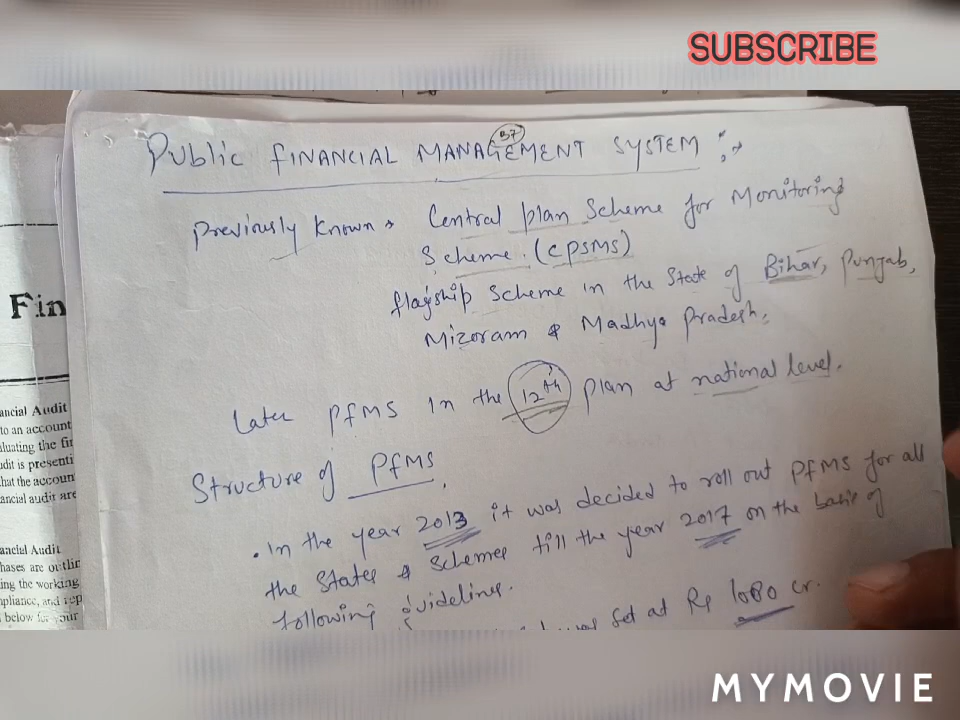 SUBSCRIBE
37
PUBLIC FINANCIAL MANAGEMENT SYSTEM :→
Previously known → Central plan Scheme for Monitoring
Scheme. (CPSMS)
flagship scheme in the State of Bihar, Punjab,
Mizoram & Madhya Pradesh.
Later PFMS in the 12th plan at national level.
Structure of PFMS.
• In the year 2013 it was decided to roll out PFMS for all
the States & Schemes till the year 2017 on the basis of
following guidelines.
set at Rs 1080 cr.
Fin
ancial Audit
to an account
aluating the fir
udit is presenti
that the account
ancial audit are
ancial Audit
hases are outlin
ing the working
mpliance, and rep
below for your
MYMOVIE